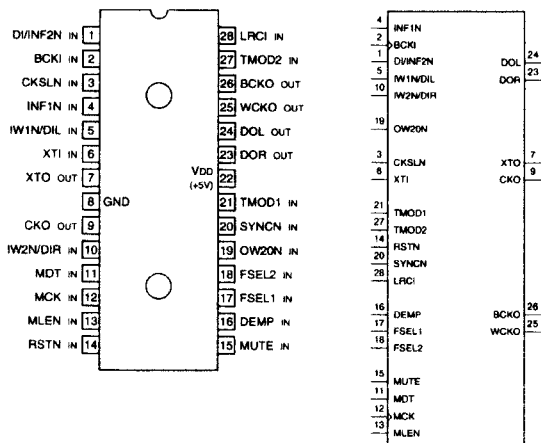 DI/INF2N IN 1
BCKI IN 2
CKSLN IN 3
INF1N IN 4
IW1N/DIL IN 5
XTI IN 6
XTO OUT 7
8 GND
CKO OUT 9
IW2N/DIR IN 10
MDT IN 11
MCK IN 12
MLEN IN 13
RSTN IN 14
28 LRCI IN
27 TMOD2 IN
26 BCKO OUT
25 WCKO OUT
24 DOL OUT
23 DOR OUT
VDD
(+5V) 22
21 TMOD1 IN
20 SYNCN IN
19 OW20N IN
18 FSEL2 IN
17 FSEL1 IN
16 DEMP IN
15 MUTE IN
4 INF1N
2 BCKI
1 DI/INF2N
5 IW1N/DIL
10 IW2N/DIR
19 OW20N
3 CKSLN
6 XTI
21 TMOD1
27 TMOD2
14 RSTN
20 SYNCN
28 LRCI
16 DEMP
17 FSEL1
18 FSEL2
15 MUTE
11 MDT
12 MCK
13 MLEN
DOL 24
DOR 23
XTO 7
CKO 9
BCKO 26
WCKO 25